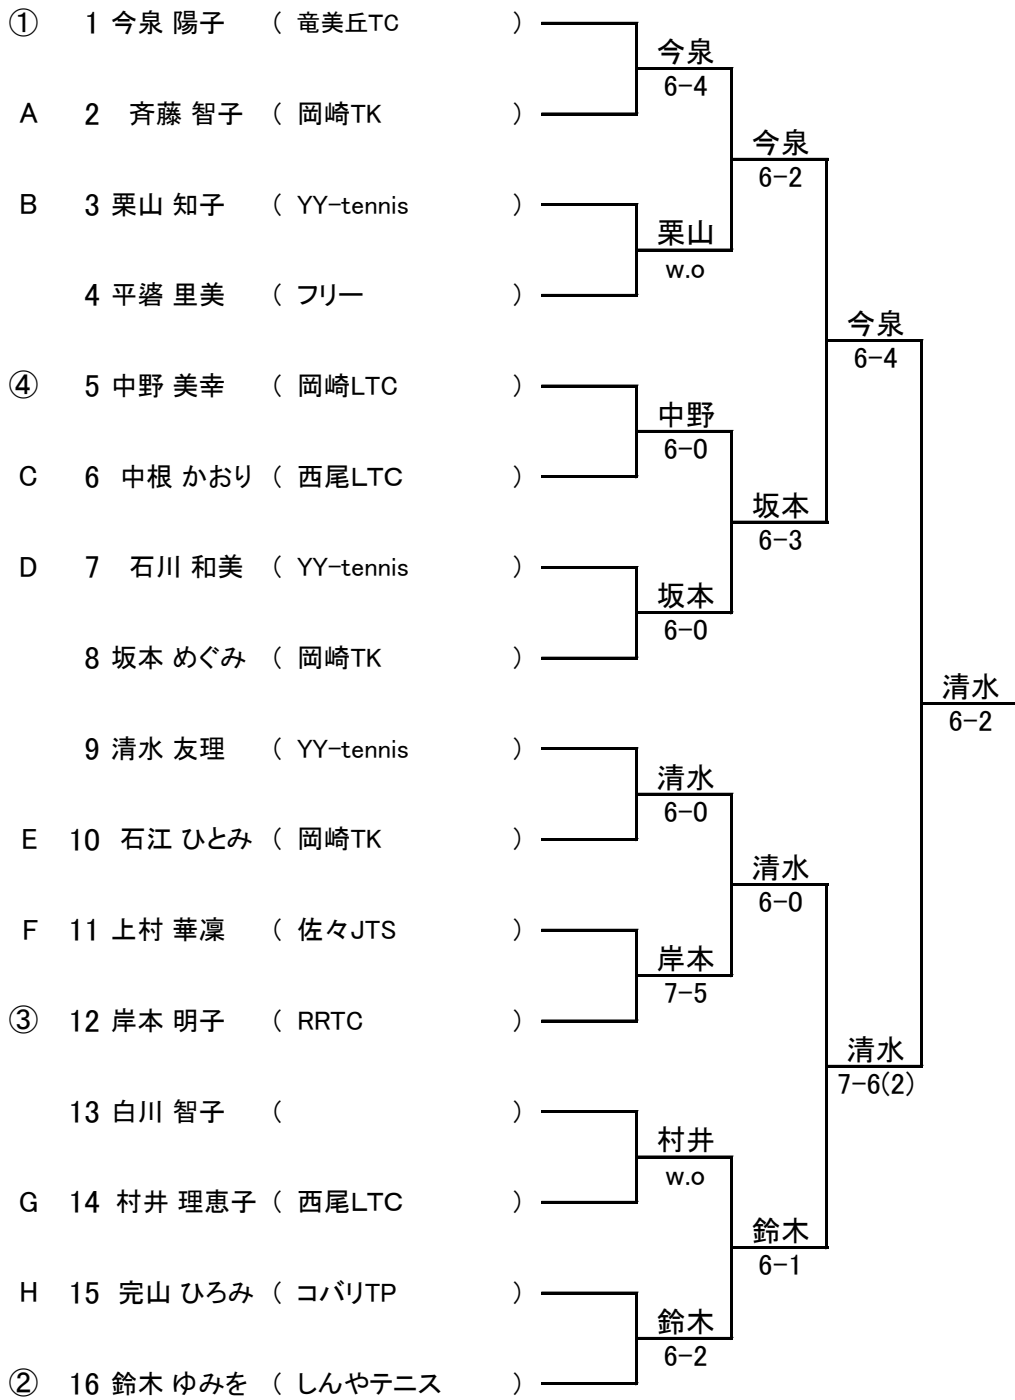 ① 1 今泉 陽子 ( 竜美丘TC )
今泉
6-4
A 2 斉藤 智子 ( 岡崎TK )
今泉
6-2
B 3 栗山 知子 ( YY-tennis )
栗山
w.o
4 平礒 里美 ( フリー )
今泉
6-4
④ 5 中野 美幸 ( 岡崎LTC )
中野
6-0
C 6 中根 かおり ( 西尾LTC )
坂本
6-3
D 7 石川 和美 ( YY-tennis )
坂本
6-0
8 坂本 めぐみ ( 岡崎TK )
清水
6-2
9 清水 友理 ( YY-tennis )
清水
6-0
E 10 石江 ひとみ ( 岡崎TK )
清水
6-0
F 11 上村 華凜 ( 佐々JTS )
岸本
7-5
③ 12 岸本 明子 ( RRTC )
清水
7-6(2)
13 白川 智子 ( )
村井
w.o
G 14 村井 理恵子 ( 西尾LTC )
鈴木
6-1
H 15 完山 ひろみ ( コバリTP )
鈴木
6-2
② 16 鈴木 ゆみを ( しんやテニス )